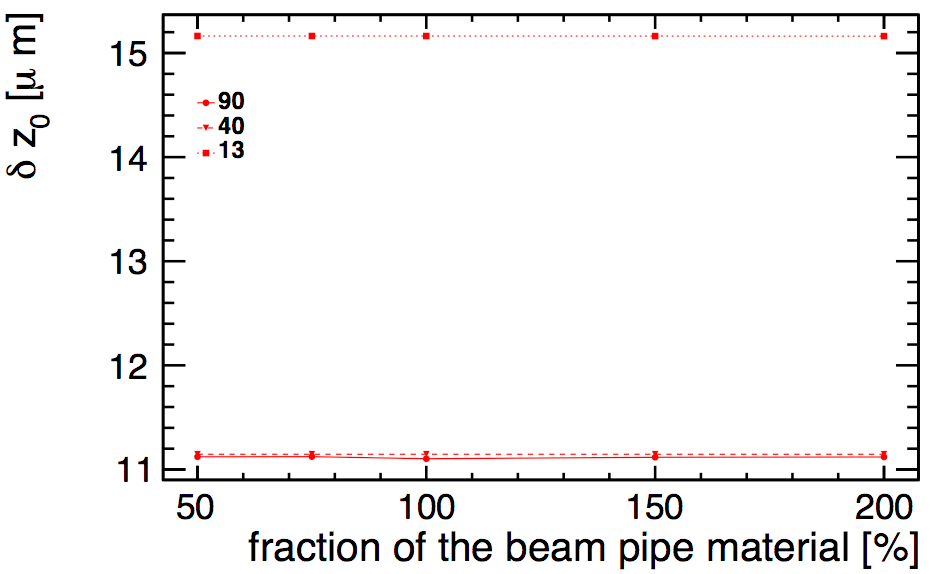 δ z0 [μ m]
15
14
13
12
11
90
40
13
50 100 150 200
fraction of the beam pipe material [%]